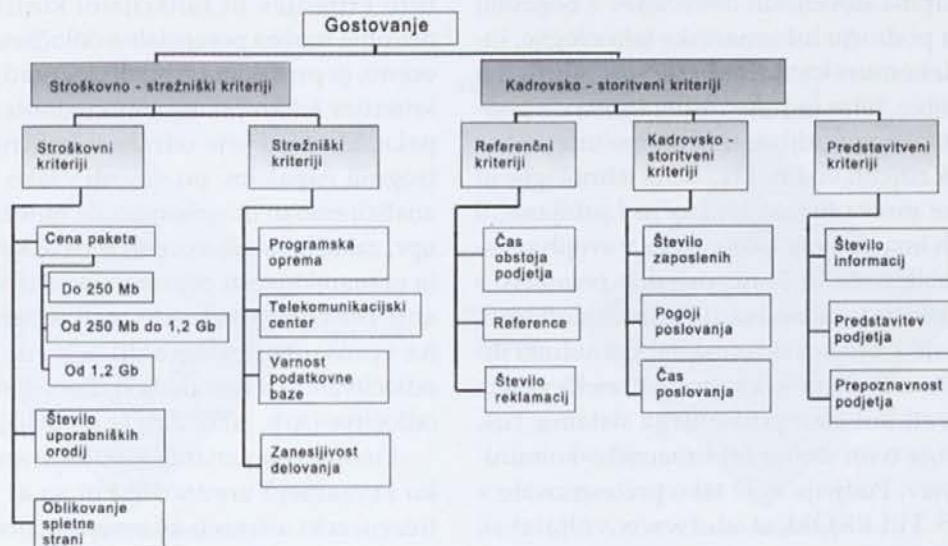 Gostovanje
Stroškovno - strežniški kriteriji
Kadrovsko - storitveni kriteriji
Stroškovni
kriteriji
Strežniški
kriteriji
Referenčni
kriteriji
Kadrovsko -
storitveni
kriteriji
Predstavitveni
kriteriji
Cena paketa
Do 250 Mb
Od 250 Mb do 1,2 Gb
Od 1,2 Gb
Število
uporabniških
orodij
Oblikovanje
spletne
strani
Programska
oprema
Telekomunikacijski
center
Varnost
podatkovne
baze
Zanesljivost
delovanja
Čas
obstoja
podjetja
Reference
Število
reklamacij
Število
zaposlenih
Pogoji
poslovanja
Čas
poslovanja
Število
informacij
Predstavitev
podjetja
Prepoznavnost
podjetja